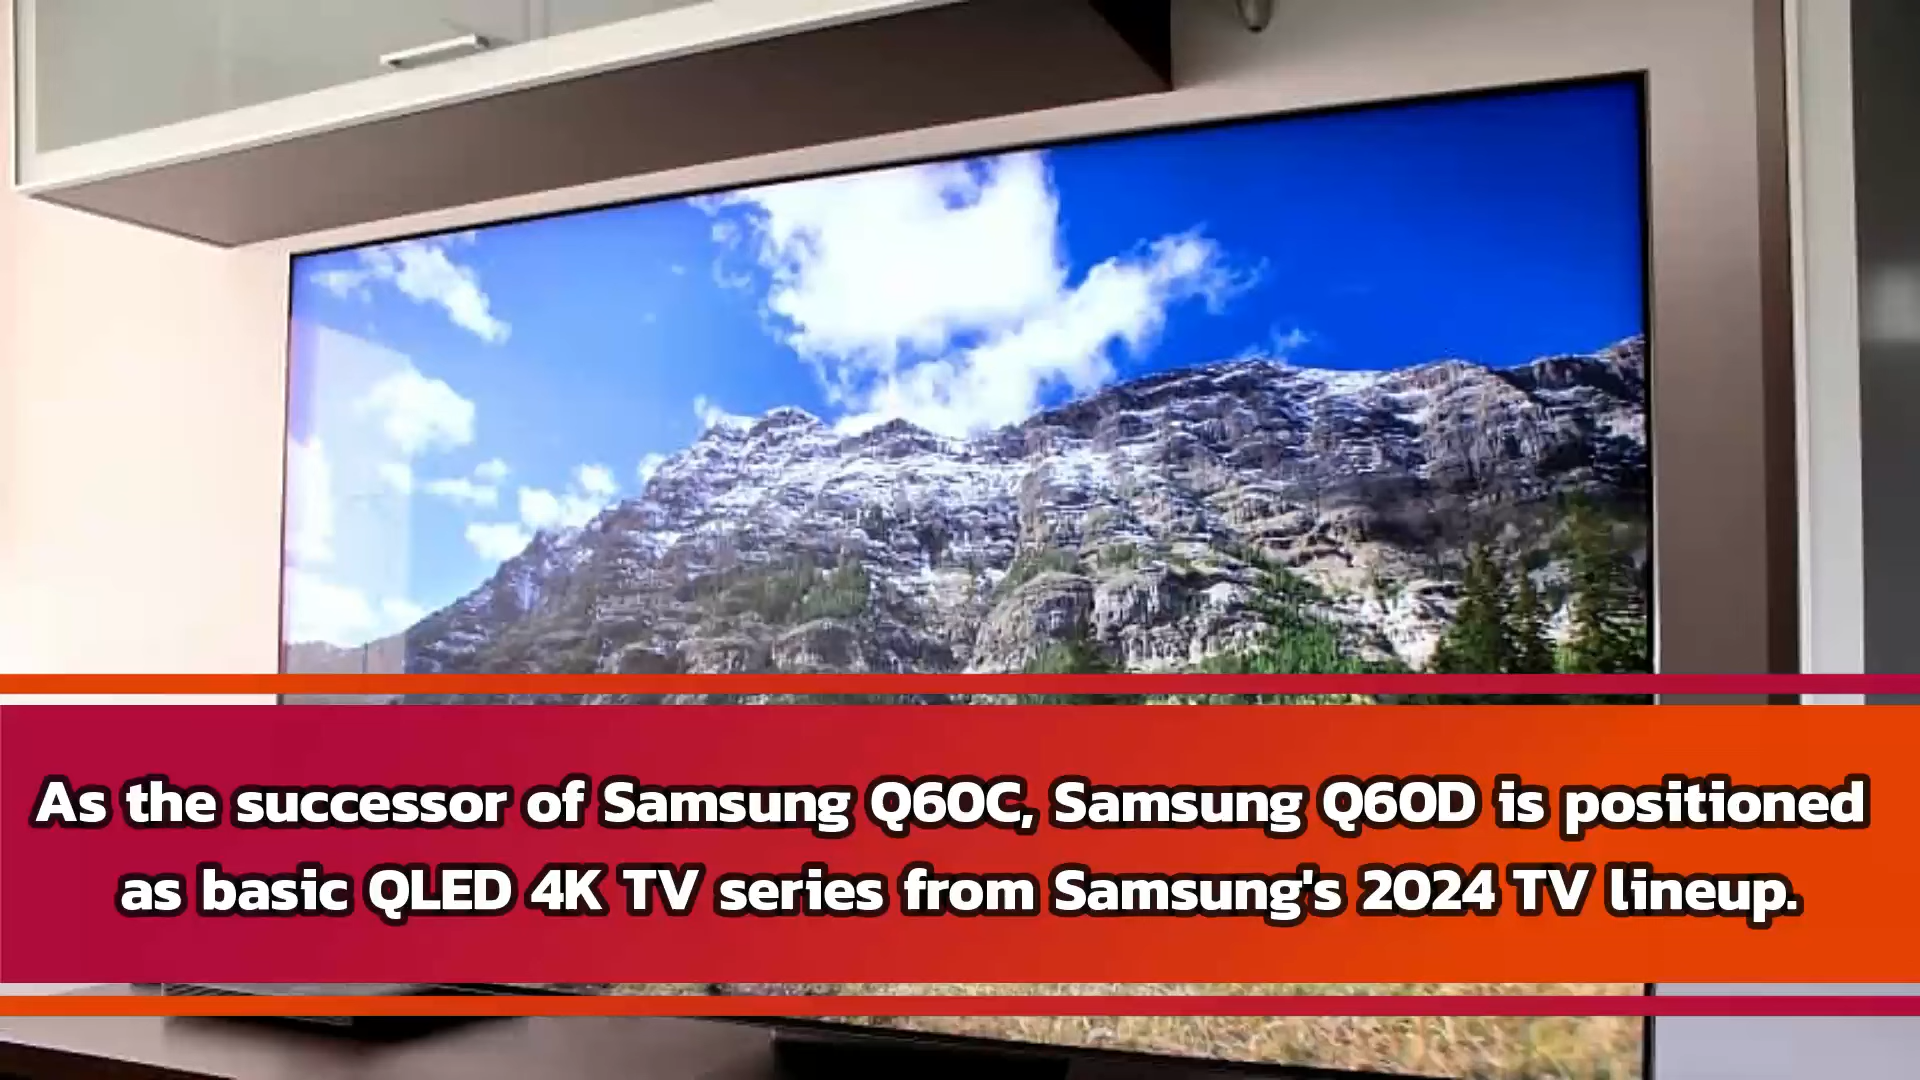 As the successor of Samsung Q60C, Samsung Q60D is positioned
as basic QLED 4K TV series from Samsung's 2024 TV lineup.